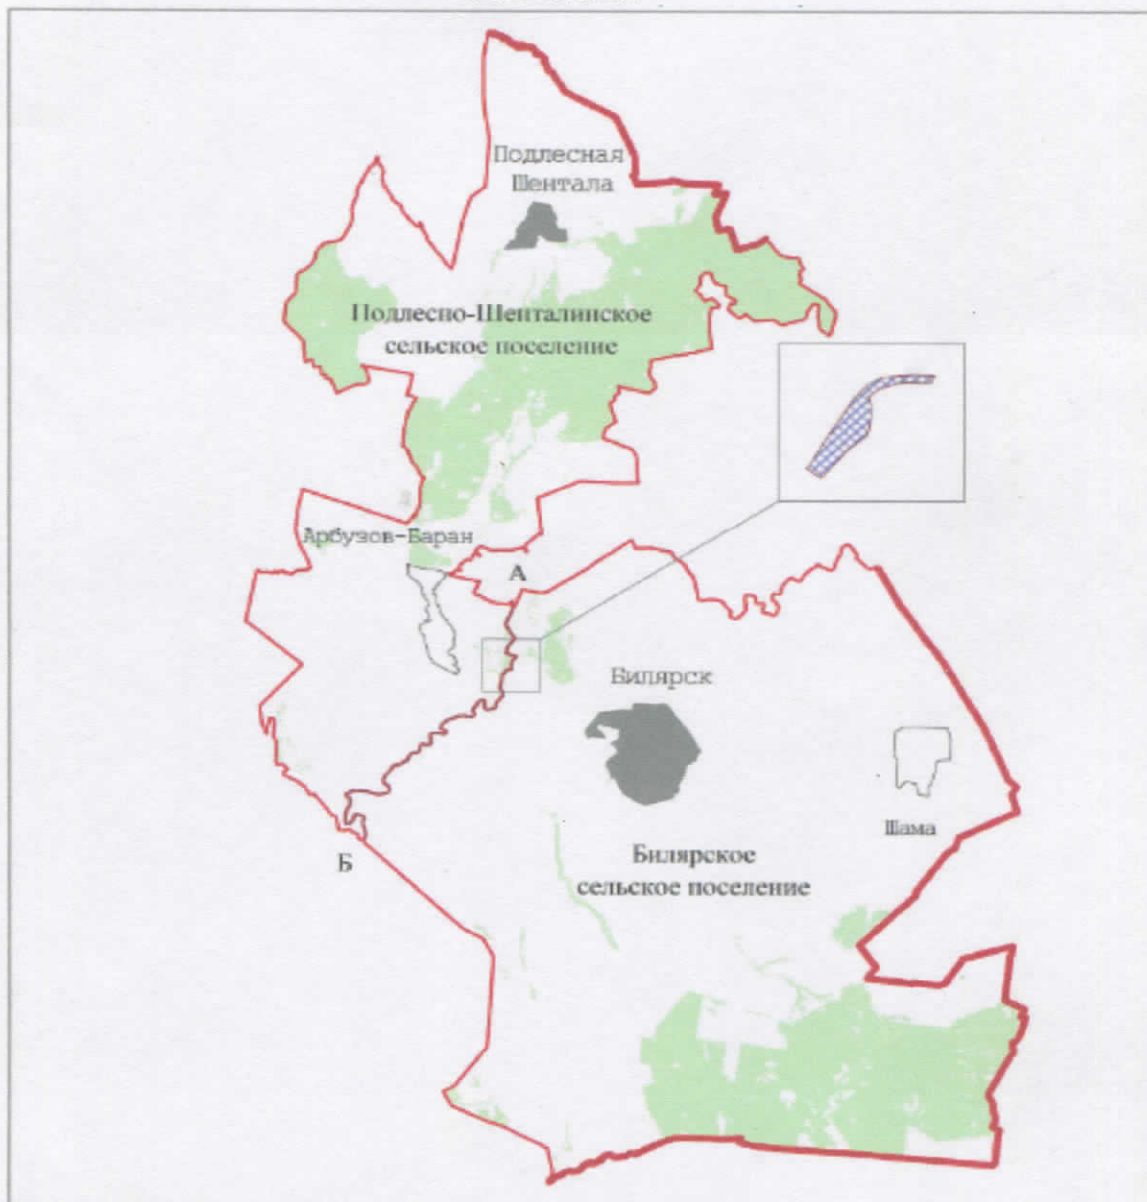 Подлесная
Шентала
Подлесно-Шенталинское
сельское поселение
Арбузов-Баран
А
Билярск
Шама
Б
Билярское
сельское поселение